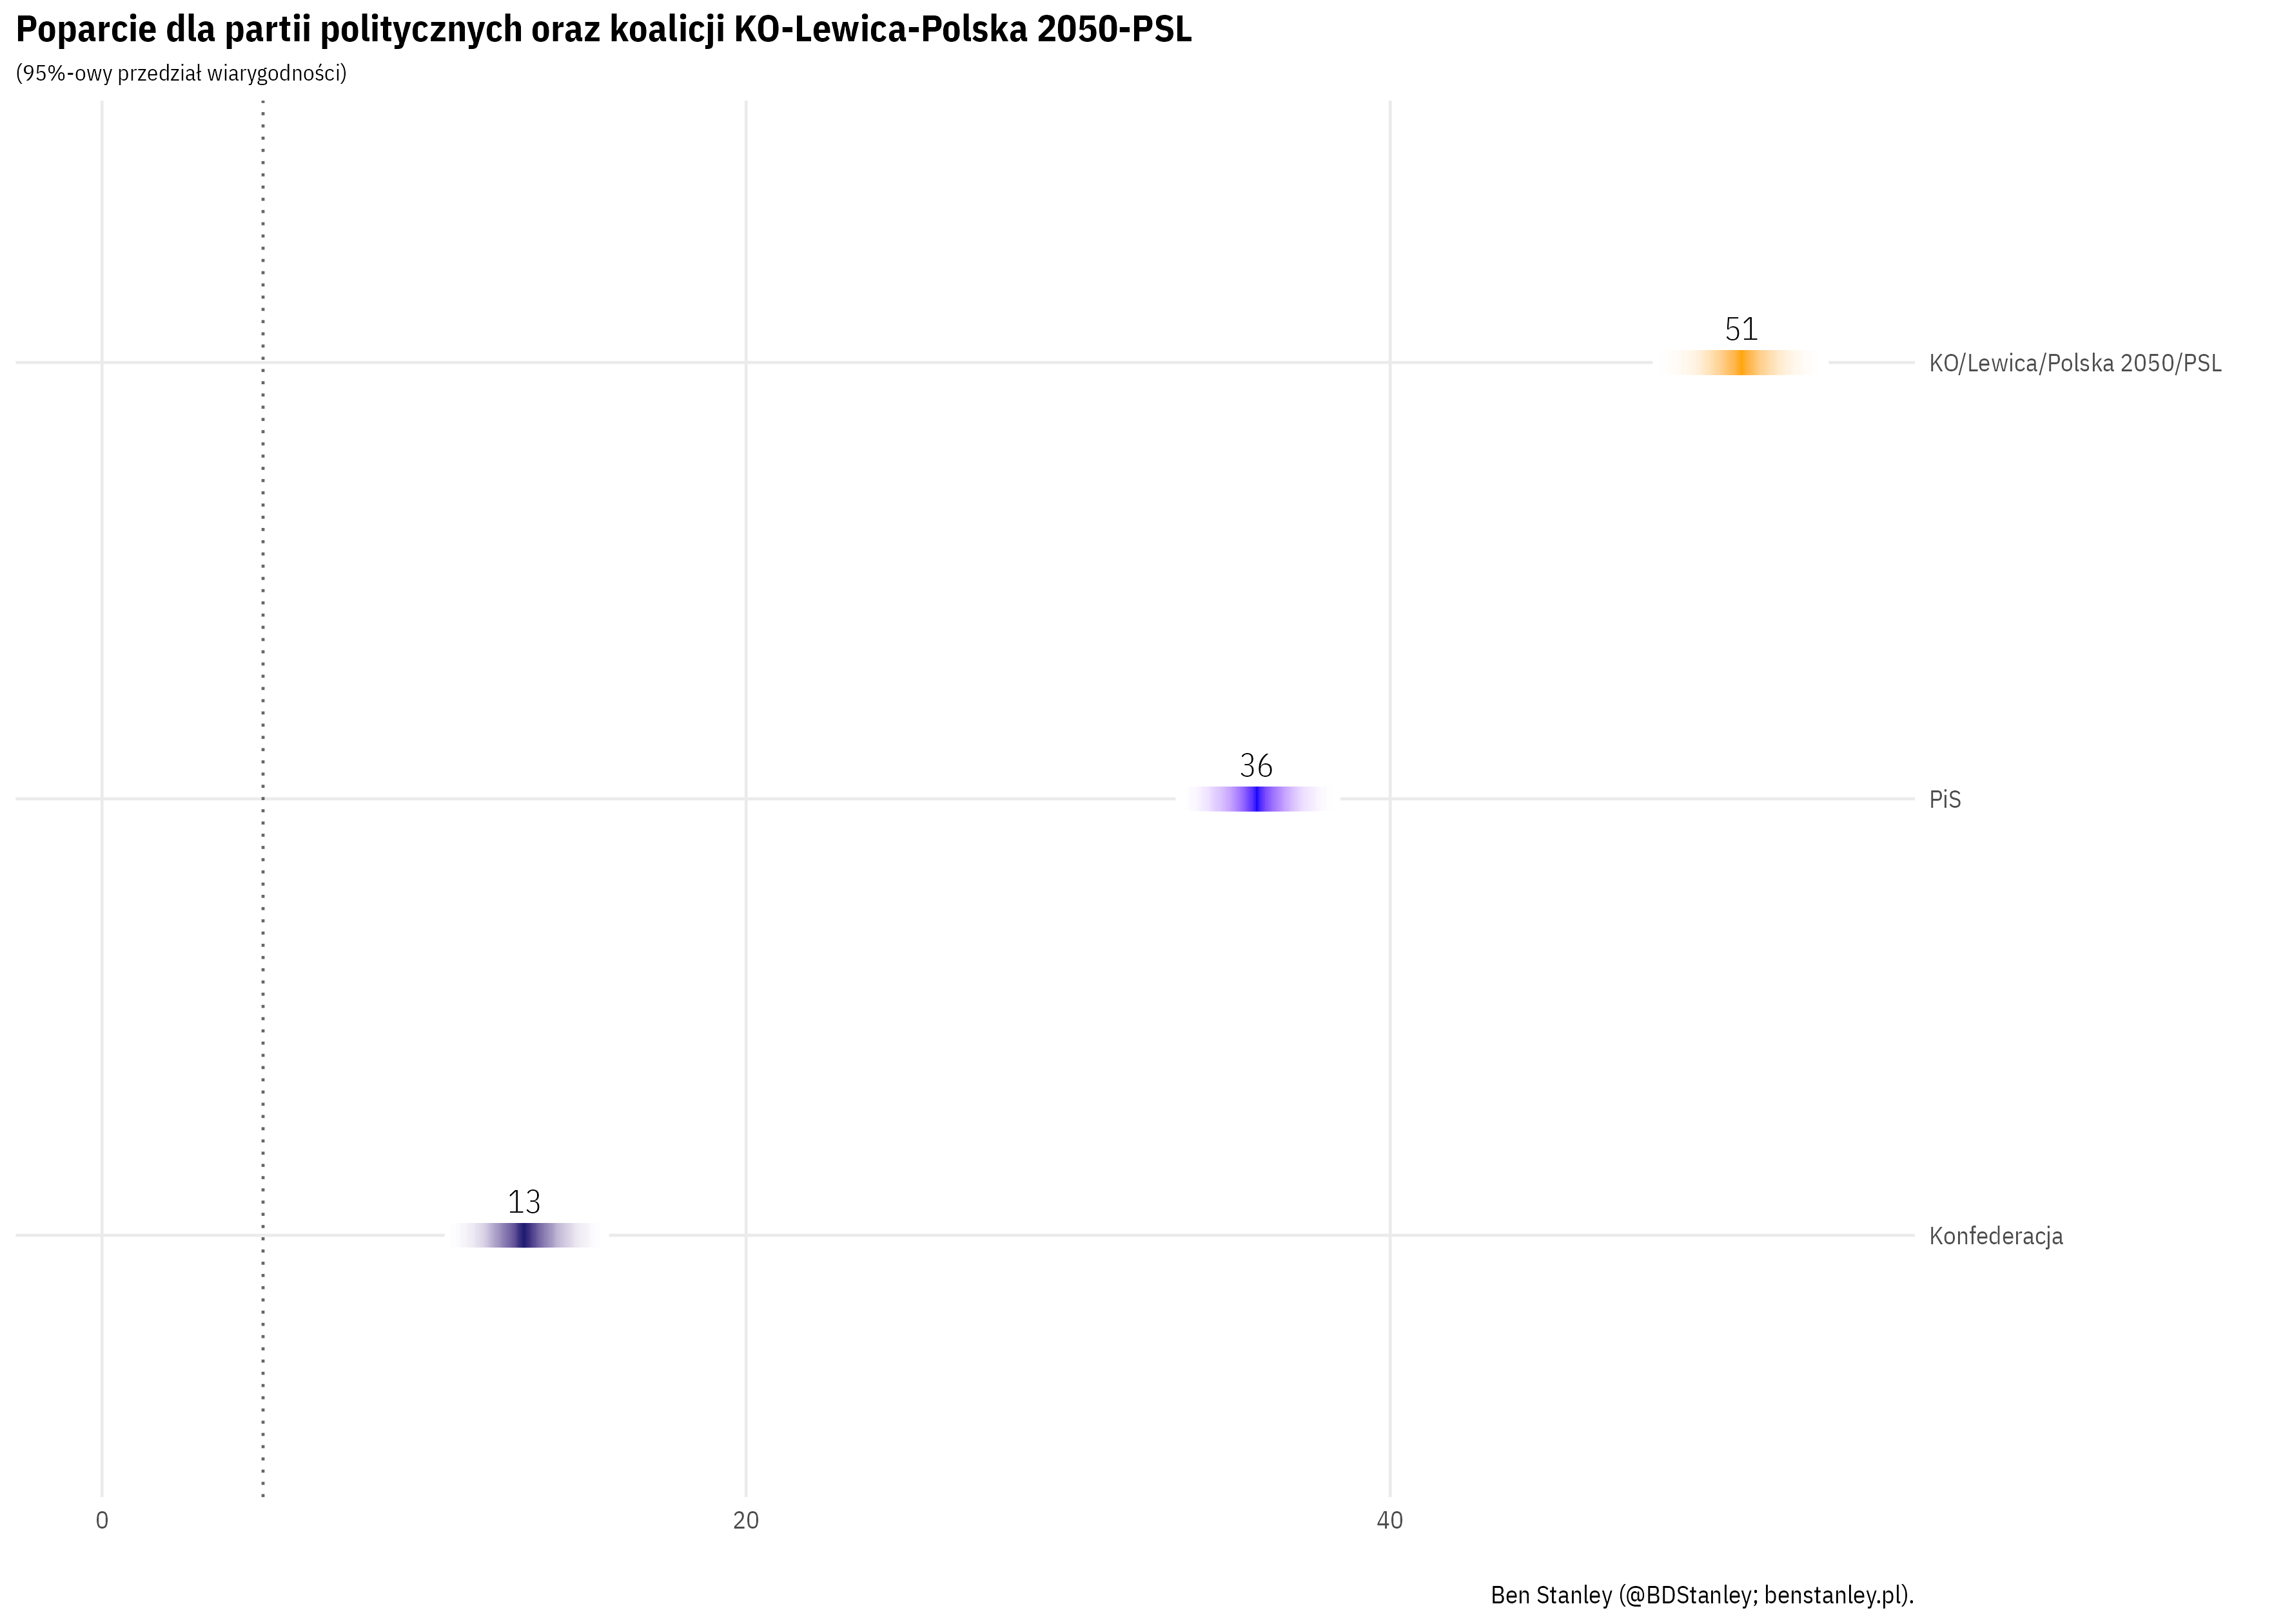 Poparcie dla partii politycznych oraz koalicji KO-Lewica-Polska 2050-PSL
(95%-owy przedział wiarygodności)
51
KO/Lewica/Polska 2050/PSL
36
PiS
13
Konfederacja
0 20 40
Ben Stanley (@BDStanley; benstanley.pl).